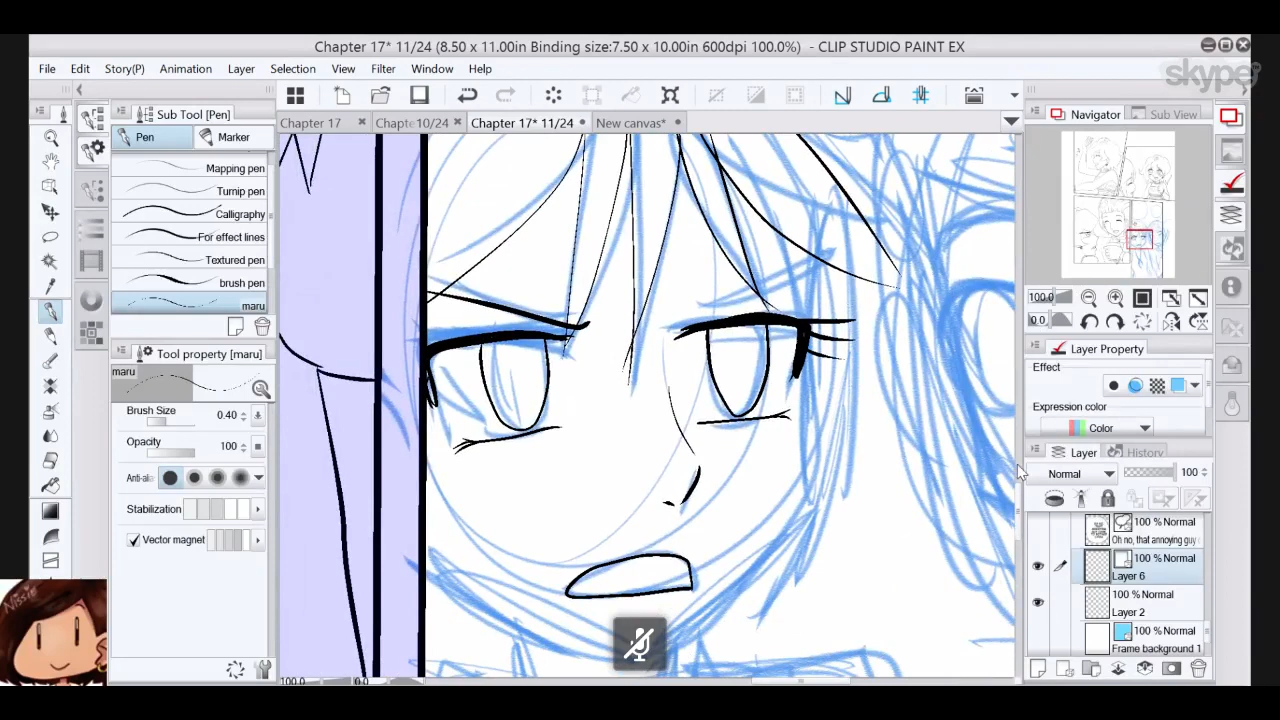 Chapter 17* 11/24 (8.50 x 11.00in Binding size:7.50 x 10.00in 600dpi 100.0%) - CLIP STUDIO PAINT EX
skype
File Edit Story(P) Animation Layer Selection View Filter Window Help
Sub Tool [Pen]
Chapter 17 Chapte10/24 Chapter 17* 11/24 New canvas*
Navigator Sub View
Pen Marker
Mapping pen
Turnip pen
Calligraphy
For effect lines
Textured pen
brush pen
maru
Tool property [maru]
maru
Brush Size 0.40
Opacity 100
Anti-ali
Stabilization
Vector magnet
100.0
0.0
Layer Property
Effect
Expression color
Color
Layer History
Normal 100
100 %Normal
Oh no, that annoying guy
100 %Normal
Layer 6
100 %Normal
Layer 2
100 %Normal
Frame background 1
Nissie
100.0 0.0